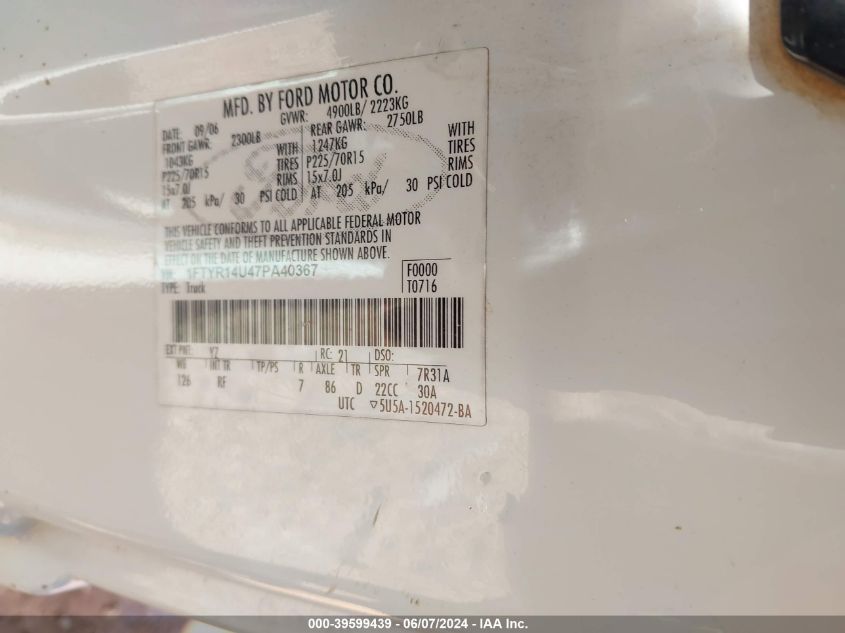 MFD. BY FORD MOTOR CO.
DATE: 09/06 GVWR: 4900LB/ 2223KG
FRONT GAWR: 2300LB REAR GAWR: 2750LB
1043KG WITH 1247KG WITH
P225/70R15 TIRES P225/70R15 TIRES
15x7.0J RIMS 15x7.0J RIMS
AT 205 kPa/ 30 PSI COLD AT 205 kPa/ 30 PSI COLD
THIS VEHICLE CONFORMS TO ALL APPLICABLE FEDERAL MOTOR
VEHICLE SAFETY AND THEFT PREVENTION STANDARDS IN
EFFECT ON THE DATE OF MANUFACTURE SHOWN ABOVE.
VIN: 1FTYR14U47PA40367 F0000
TYPE: Truck T0716
EXT PNT: YZ RC: 21 DSO:
WB INT TR TP/PS R AXLE TR SPR 7R31A
126 RF 7 86 D 22CC 30A
UTC ▽5U5A-1520472-BA
000-39599439 - 06/07/2024 - IAA Inc.